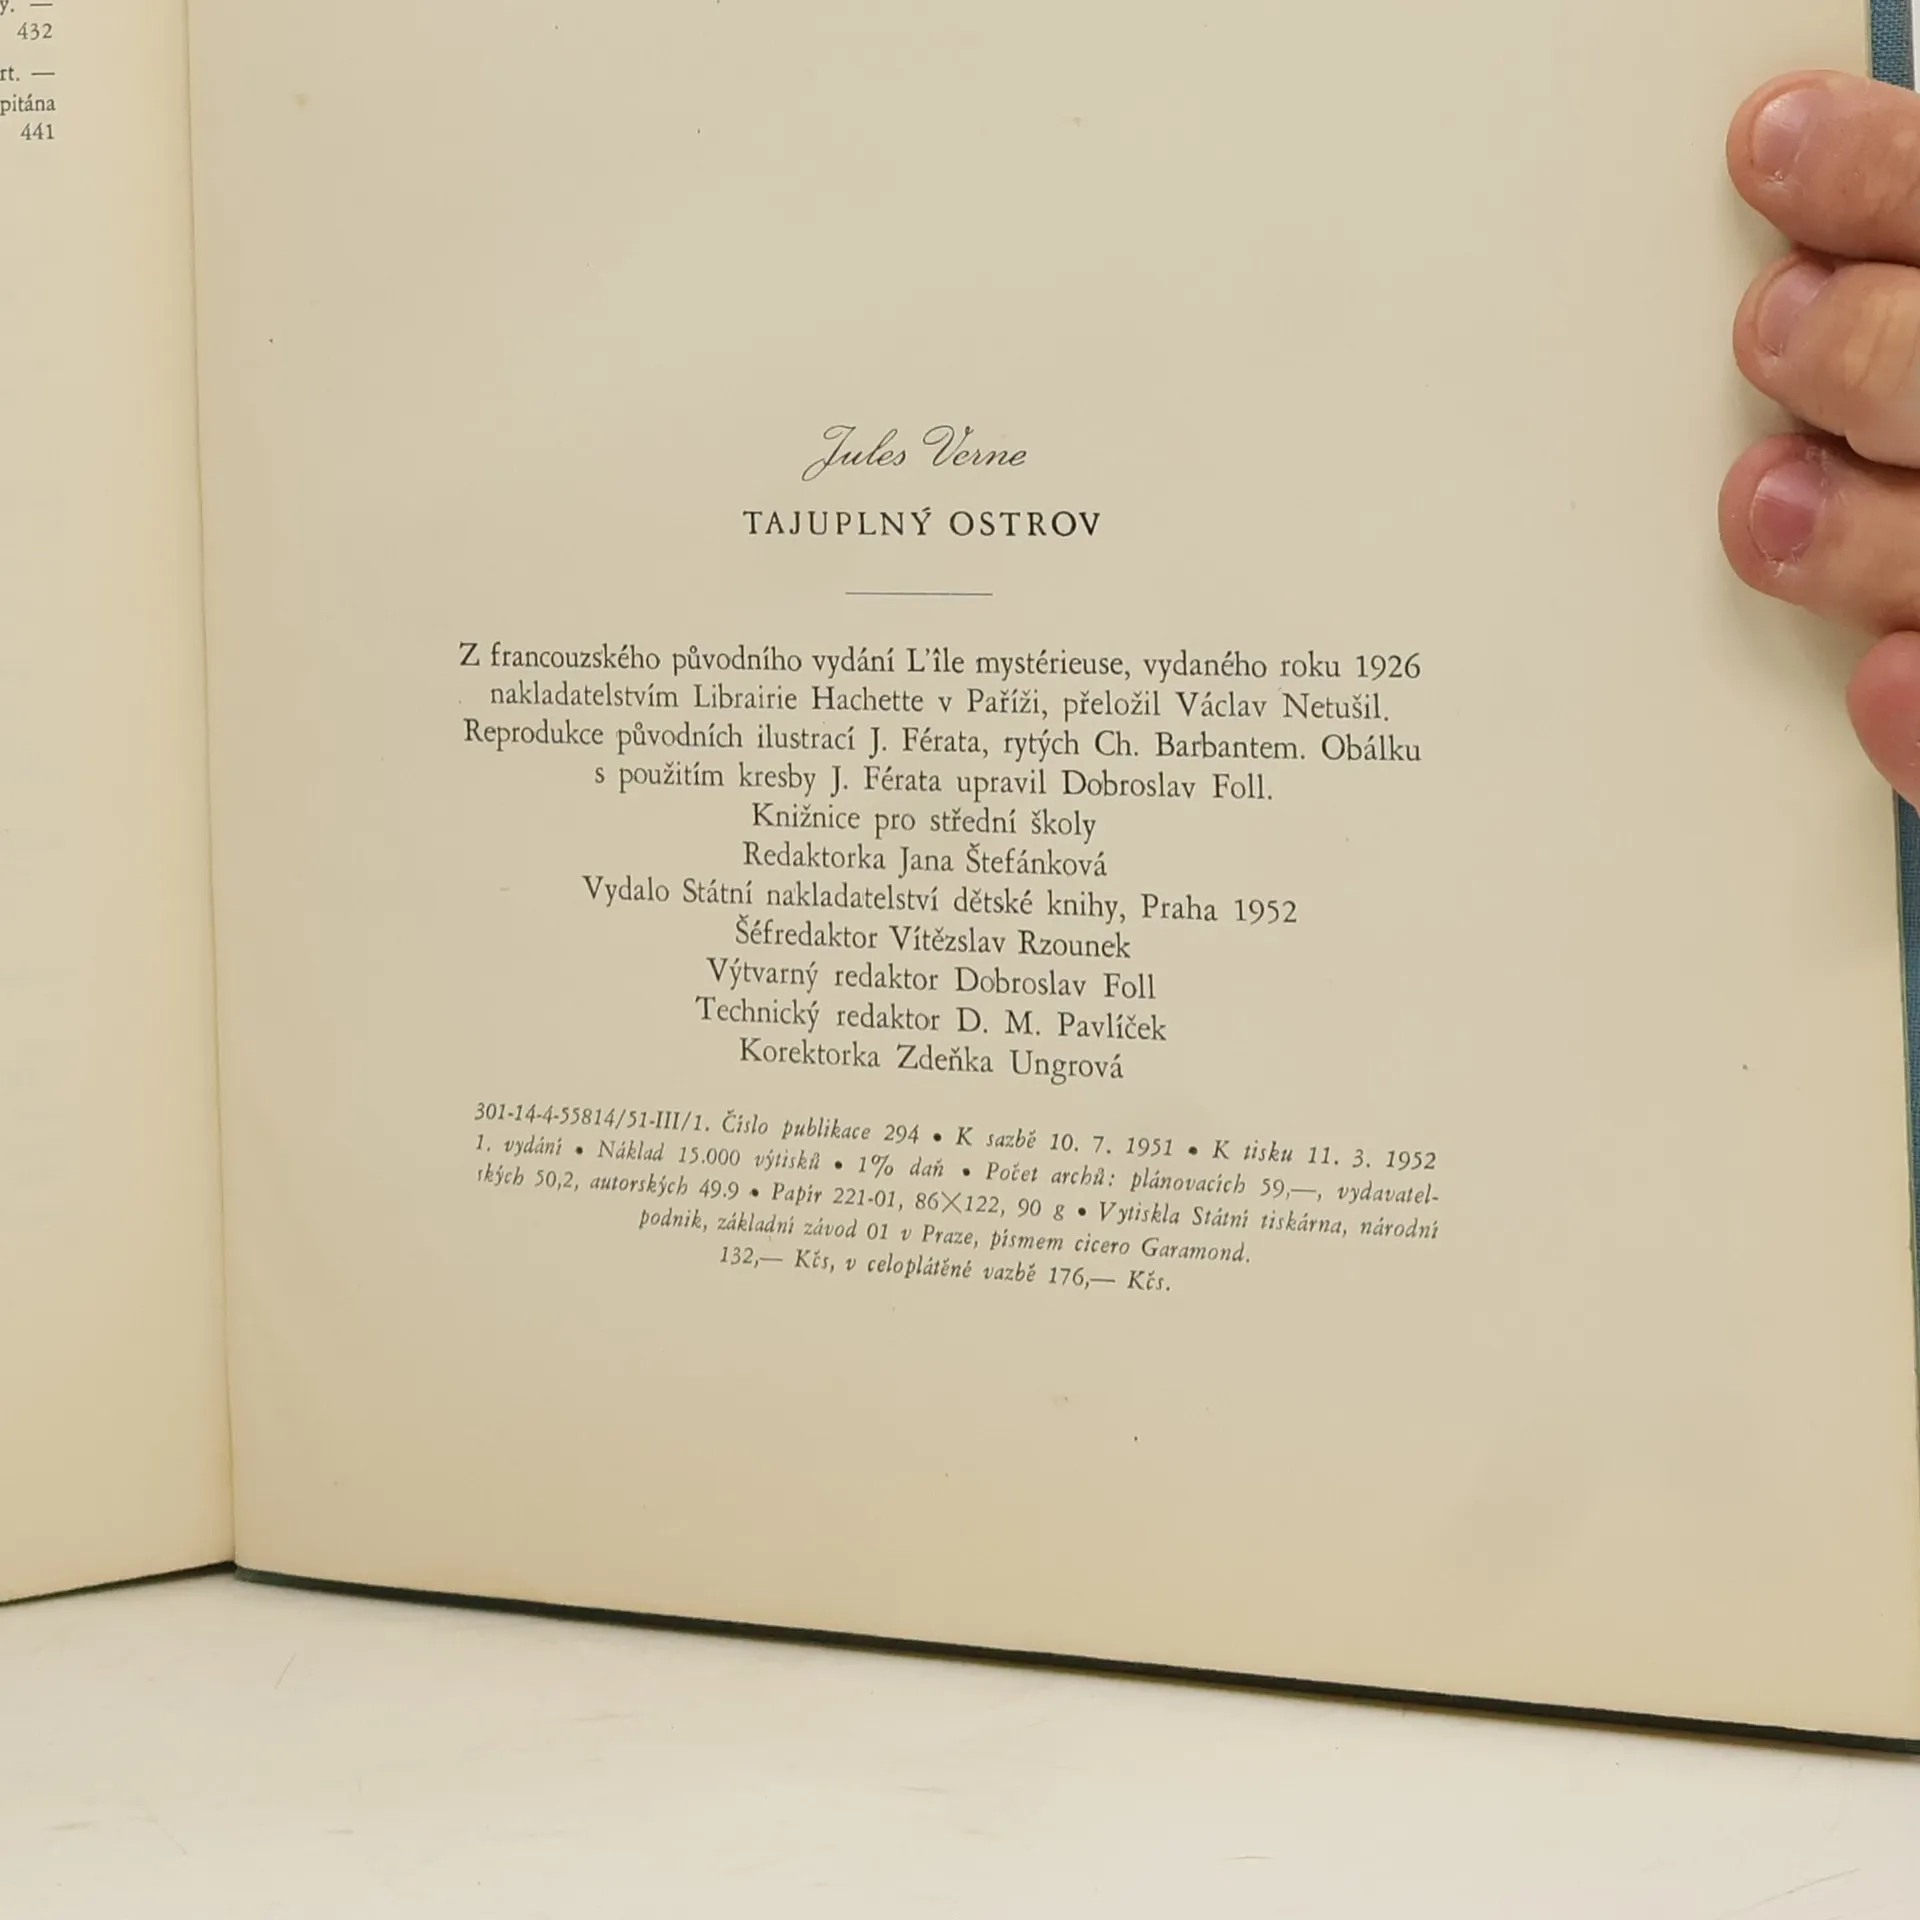 y. —
432
rt. —
pitána
441
Jules Verne
TAJUPLNÝ OSTROV
Z francouzského původního vydání L'île mystérieuse, vydaného roku 1926
nakladatelstvím Librairie Hachette v Paříži, přeložil Václav Netušil.
Reprodukce původních ilustrací J. Férata, rytých Ch. Barbantem. Obálku
s použitím kresby J. Férata upravil Dobroslav Foll.
Knižnice pro střední školy
Redaktorka Jana Štefánková
Vydalo Státní nakladatelství dětské knihy, Praha 1952
Šéfredaktor Vítězslav Rzounek
Výtvarný redaktor Dobroslav Foll
Technický redaktor D. M. Pavlíček
Korektorka Zdeňka Ungrová
301-14-4-55814/51-III/1. Číslo publikace 294 • K sazbě 10. 7. 1951 • K tisku 11. 3. 1952
1. vydání • Náklad 15.000 výtisků • 1% daň • Počet archů: plánovacích 59,—, vydavatel-
ských 50,2, autorských 49.9 • Papír 221-01, 86×122, 90 g • Vytiskla Státní tiskárna, národní
podnik, základní závod 01 v Praze, písmem cicero Garamond.
132,— Kčs, v celoplátěné vazbě 176,— Kčs.